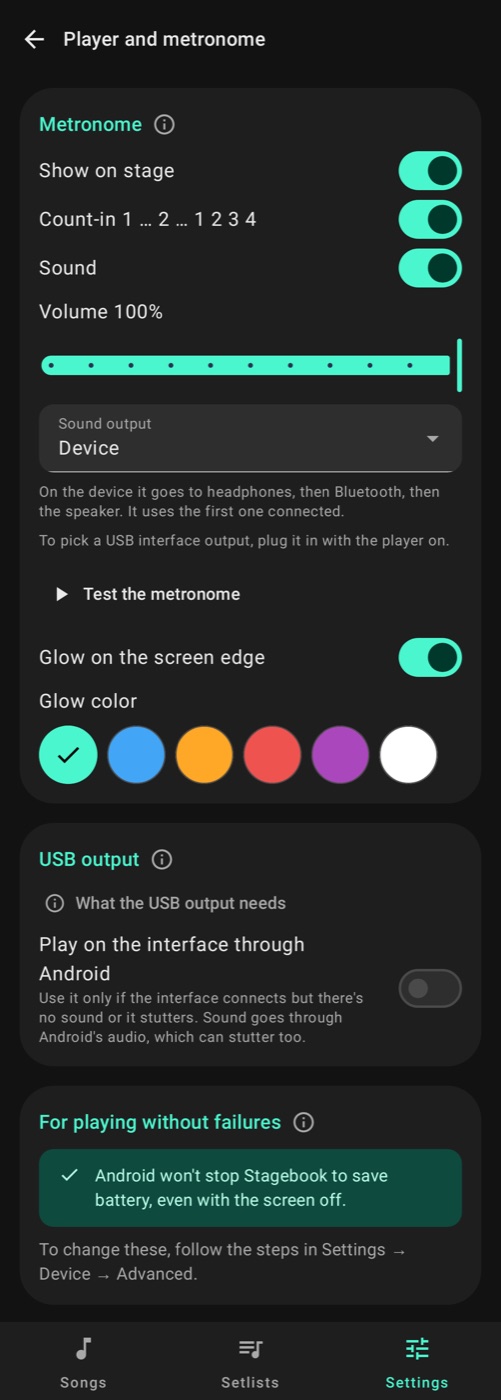 Player and metronome
Metronome
Show on stage
Count-in 1 ... 2 ... 1 2 3 4
Sound
Volume 100%
Sound output
Device
On the device it goes to headphones, then Bluetooth, then
the speaker. It uses the first one connected.
To pick a USB interface output, plug it in with the player on.
Test the metronome
Glow on the screen edge
Glow color
USB output
What the USB output needs
Play on the interface through
Android
Use it only if the interface connects but there's
no sound or it stutters. Sound goes through
Android's audio, which can stutter too.
For playing without failures
Android won't stop Stagebook to save
battery, even with the screen off.
To change these, follow the steps in Settings →
Device → Advanced.
Songs
Setlists
Settings